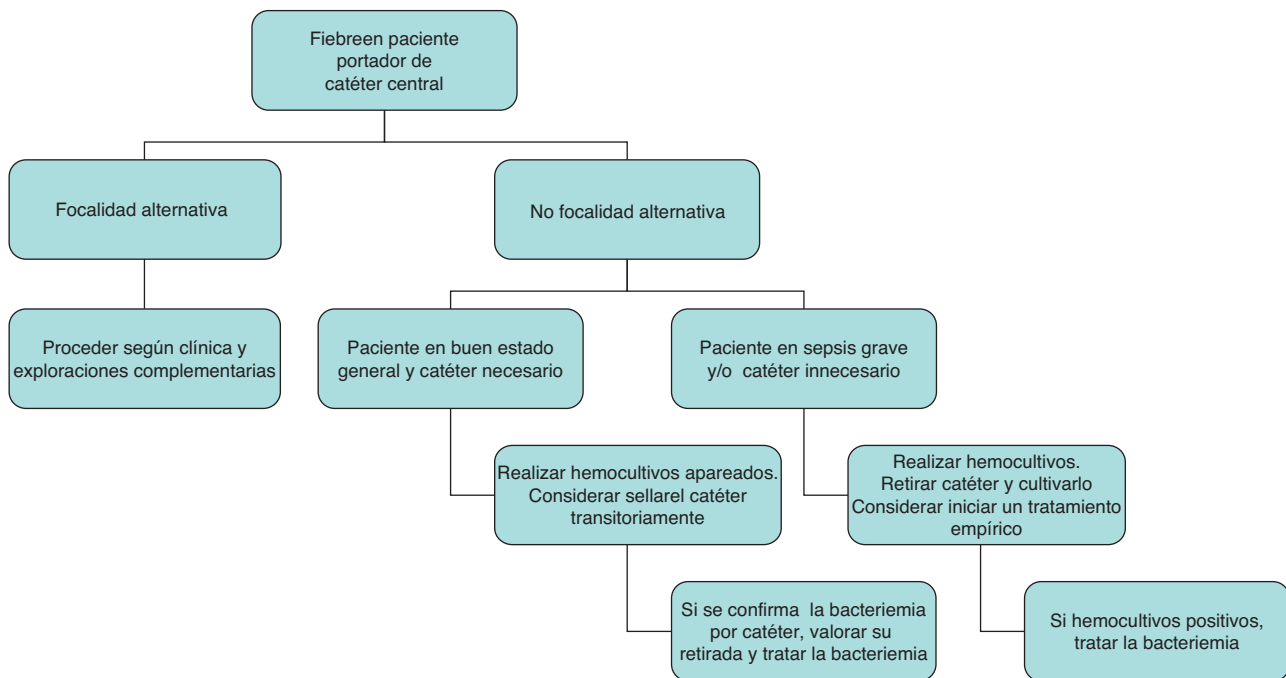 Fiebreen paciente
portador de
catéter central
Focalidad alternativa
No focalidad alternativa
Proceder según clínica y
exploraciones complementarias
Paciente en buen estado
general y catéter necesario
Paciente en sepsis grave
y/o catéter innecesario
Realizar hemocultivos apareados.
Considerar sellarel catéter
transitoriamente
Realizar hemocultivos.
Retirar catéter y cultivarlo
Considerar iniciar un tratamiento
empírico
Si se confirma la bacteriemia
por catéter, valorar su
retirada y tratar la bacteriemia
Si hemocultivos positivos,
tratar la bacteriemia